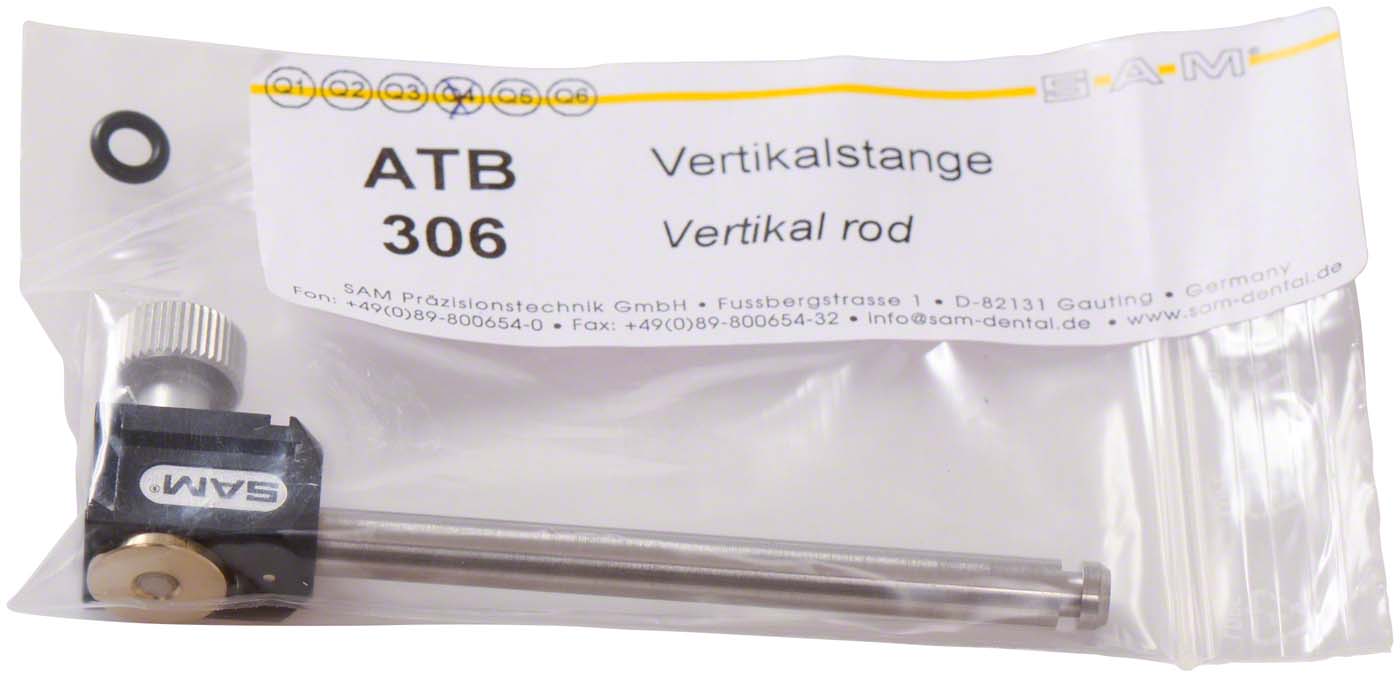 Q1 Q2 Q3 Q4 Q5 Q6
S-A-M®
ATB
306
Vertikalstange
Vertikal rod
SAM Präzisionstechnik GmbH • Fussbergstrasse 1 • D-82131 Gauting • Germany
Fon: +49(0)89-800654-0 • Fax: +49(0)89-800654-32 • info@sam-dental.de • www.sam-dental.de
SAM®